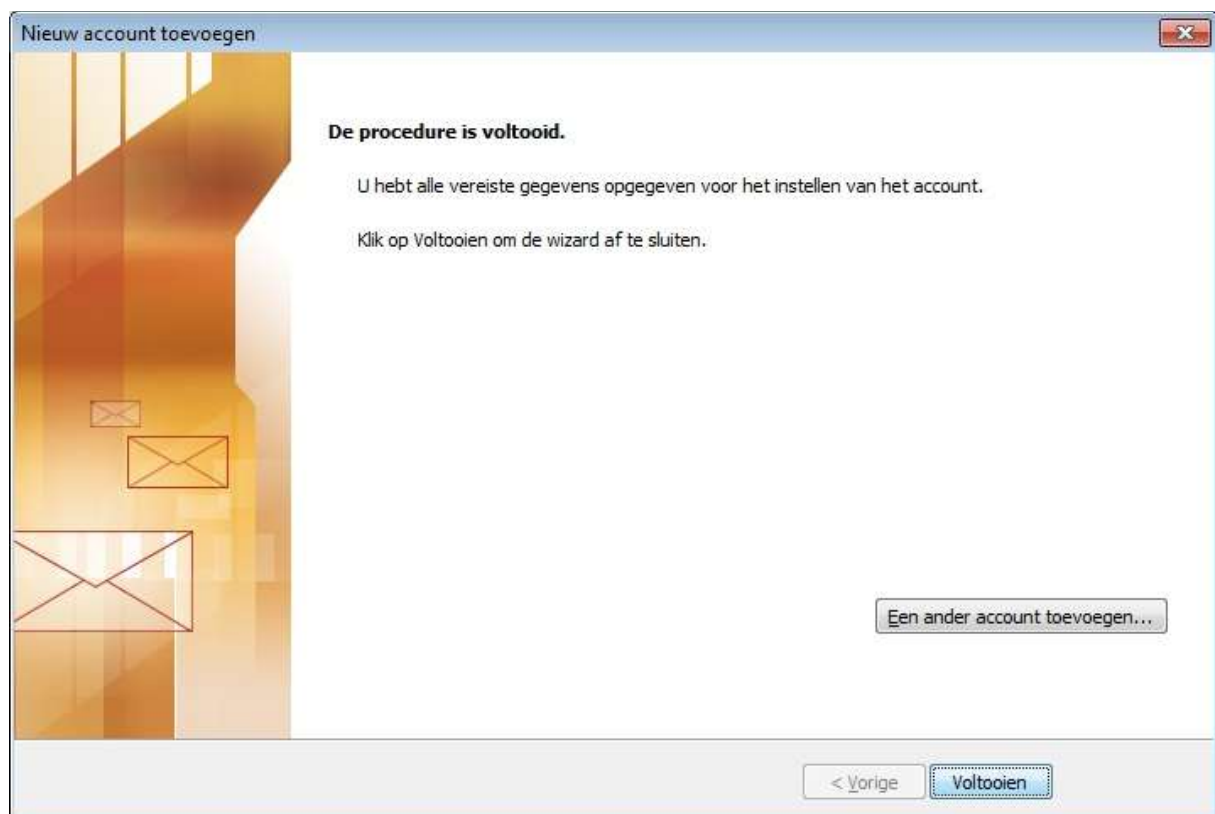 Nieuw account toevoegen
De procedure is voltooid.
U hebt alle vereiste gegevens opgegeven voor het instellen van het account.
Klik op Voltooien om de wizard af te sluiten.
Een ander account toevoegen...
< Vorige
Voltooien